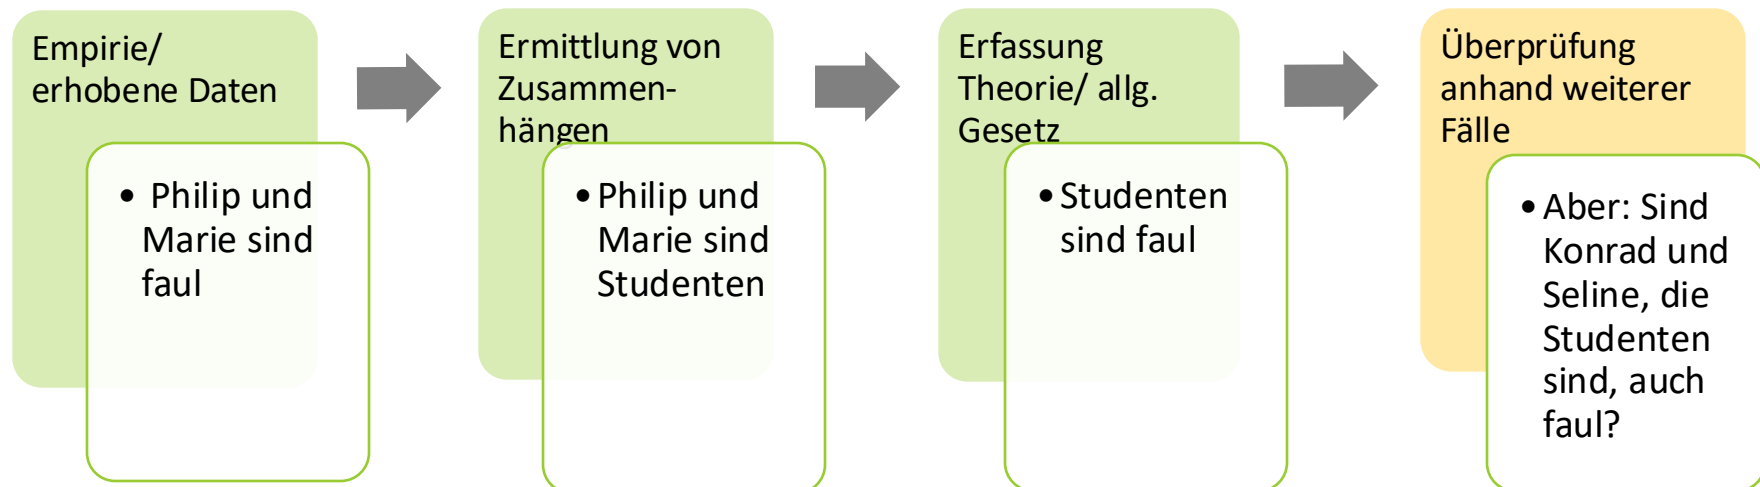 Empirie/
erhobene Daten
• Philip und
Marie sind
faul
Ermittlung von
Zusammen-
hängen
• Philip und
Marie sind
Studenten
Erfassung
Theorie/ allg.
Gesetz
• Studenten
sind faul
Überprüfung
anhand weiterer
Fälle
• Aber: Sind
Konrad und
Seline, die
Studenten
sind, auch
faul?